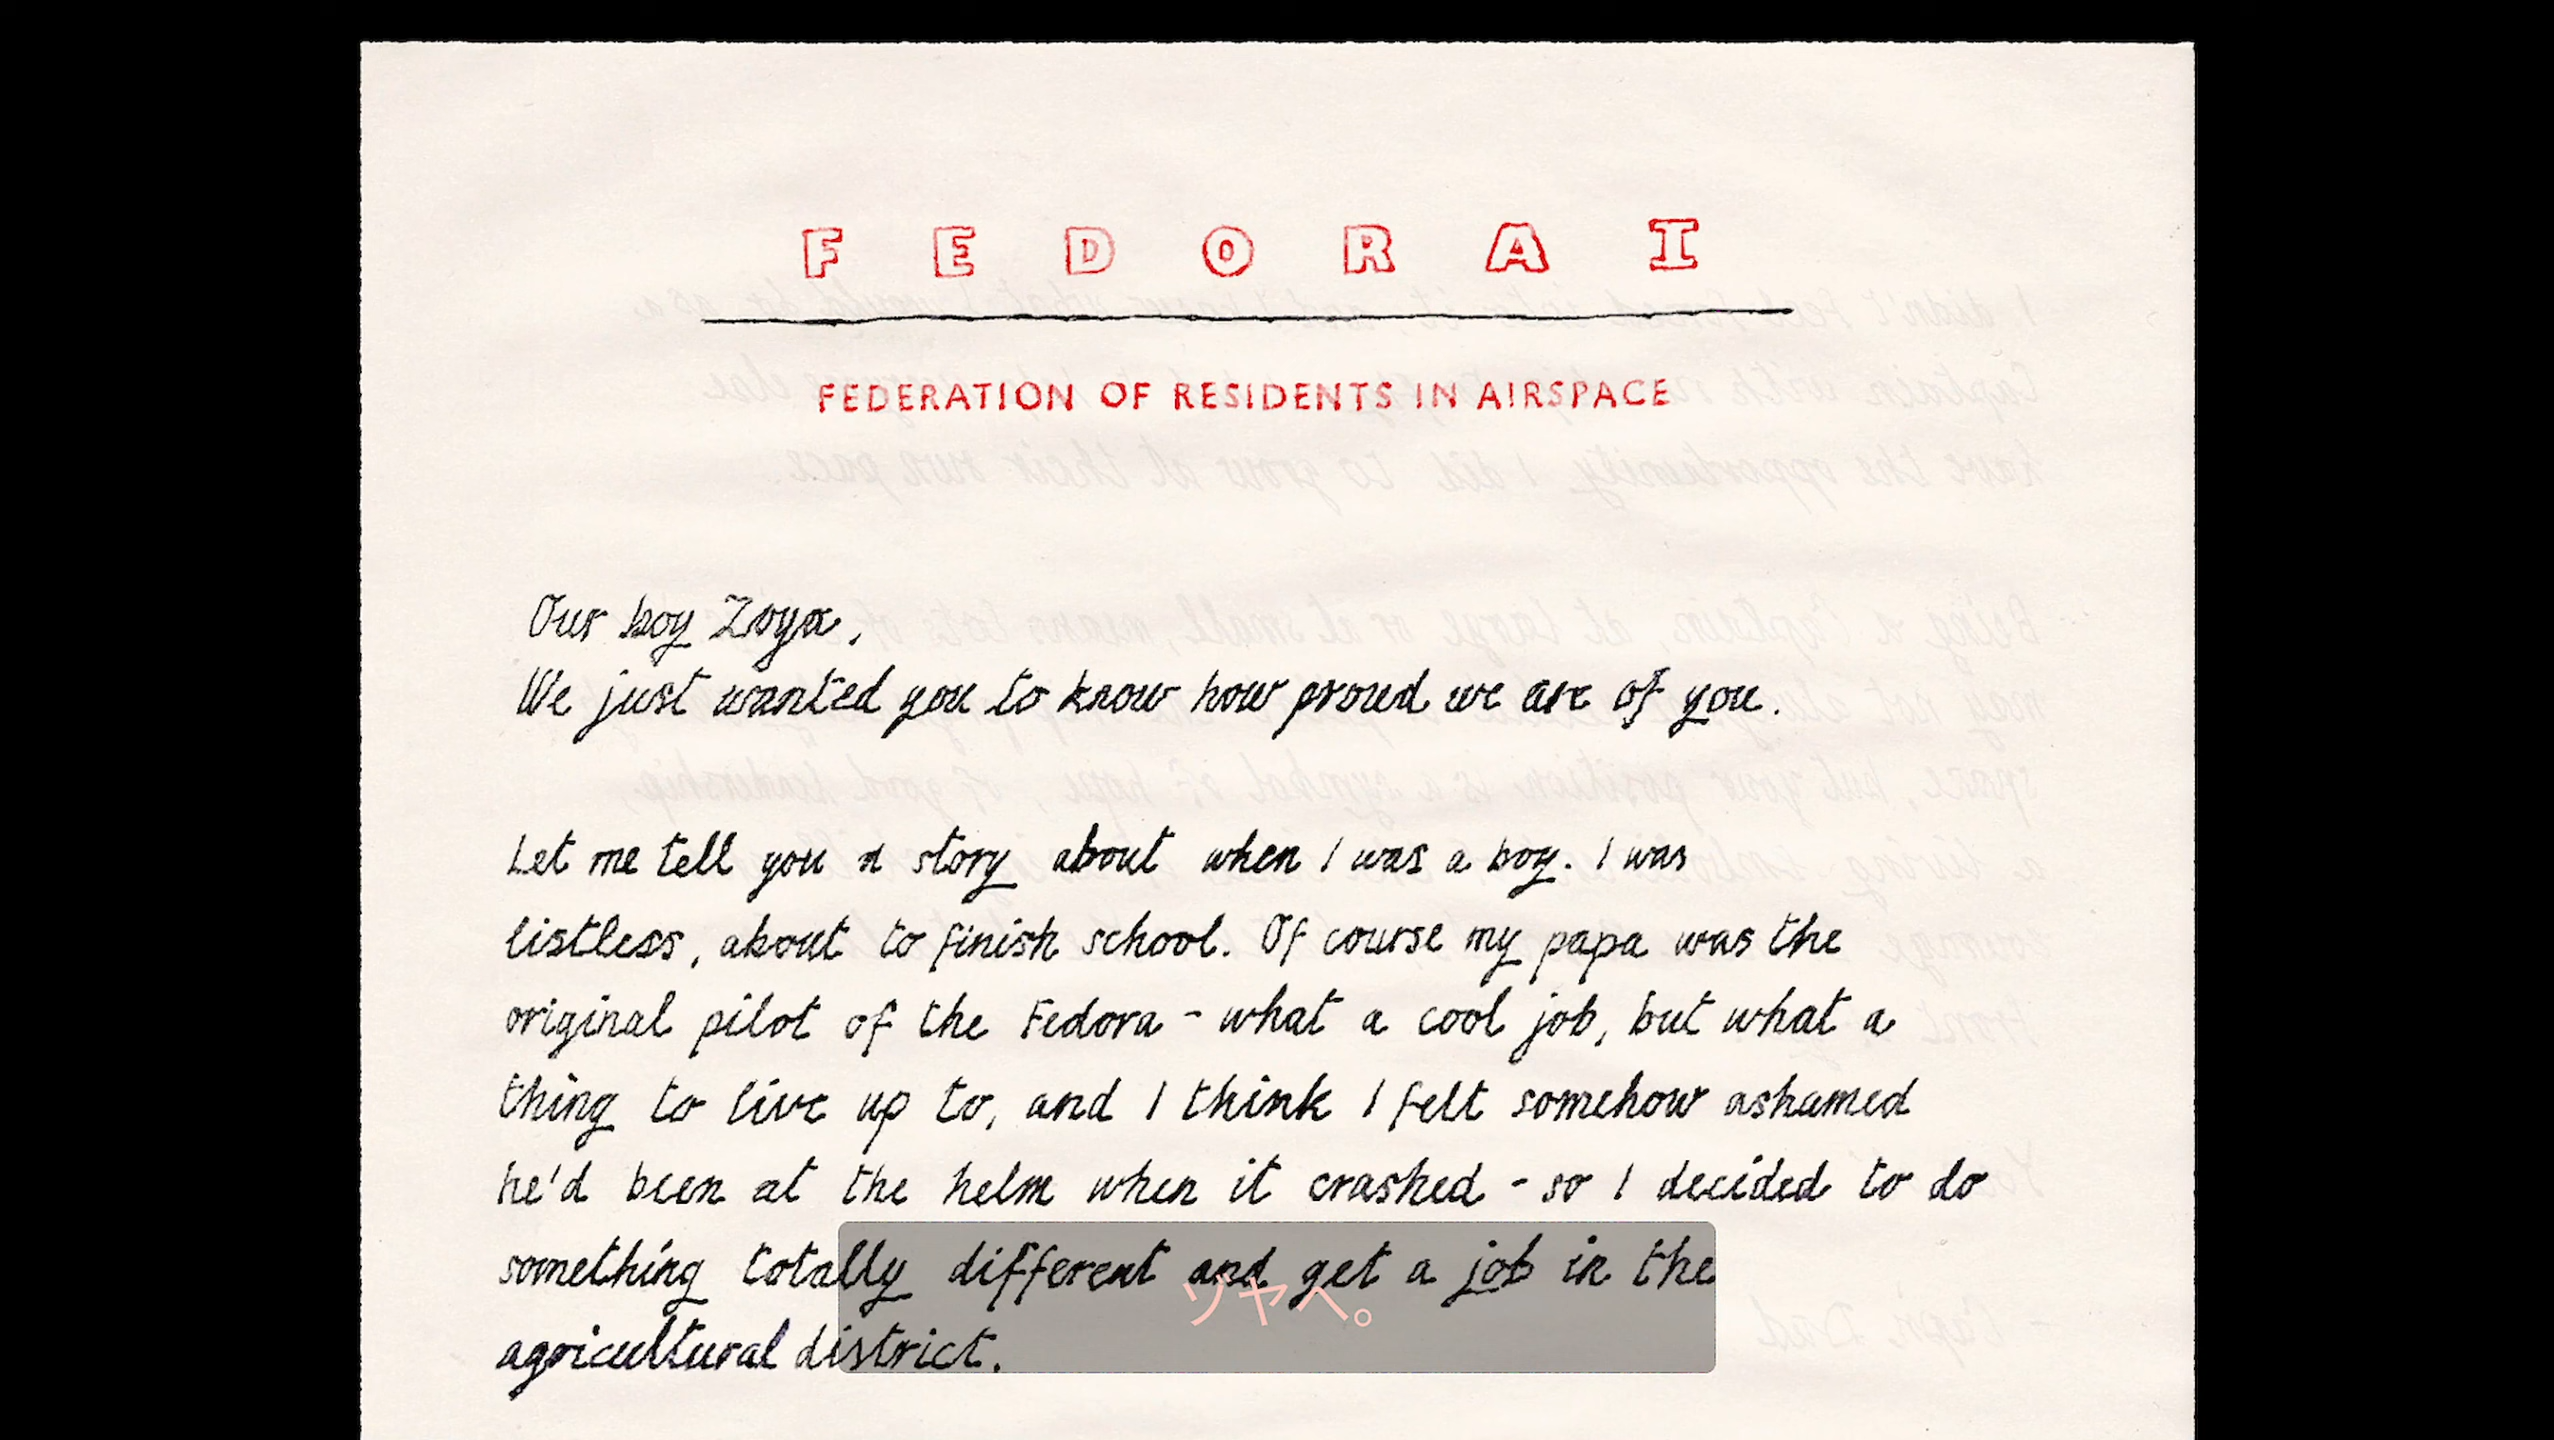 FEDORAI
FEDERATION OF RESIDENTS IN AIRSPACE
Our boy Zoya,
We just wanted you to know how proud we are of you.
Let me tell you a story about when I was a boy. I was
listless, about to finish school. Of course my papa was the
original pilot of the Fedora - what a cool job, but what a
thing to live up to, and I think I felt somehow ashamed
he'd been at the helm when it crashed - so I decided to do
something totally different and get a job in the
ゾヤへ。
agricultural district.